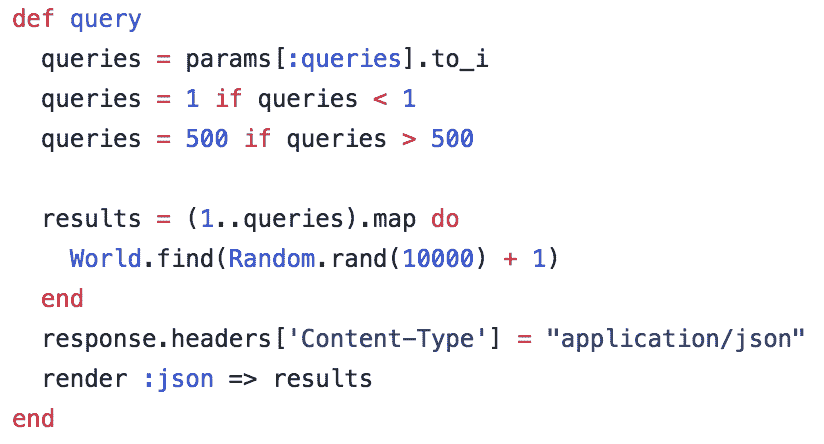 def query
  queries = params[:queries].to_i
  queries = 1 if queries < 1
  queries = 500 if queries > 500

  results = (1..queries).map do
    World.find(Random.rand(10000) + 1)
  end
  response.headers['Content-Type'] = "application/json"
  render :json => results
end